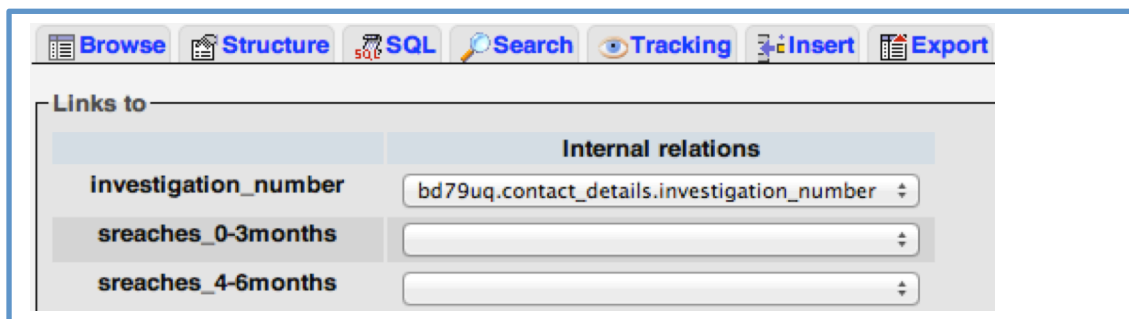 Browse Structure SQL Search Tracking Insert Export
Links to
Internal relations
investigation_number bd79uq.contact_details.investigation_number
sreaches_0-3months
sreaches_4-6months